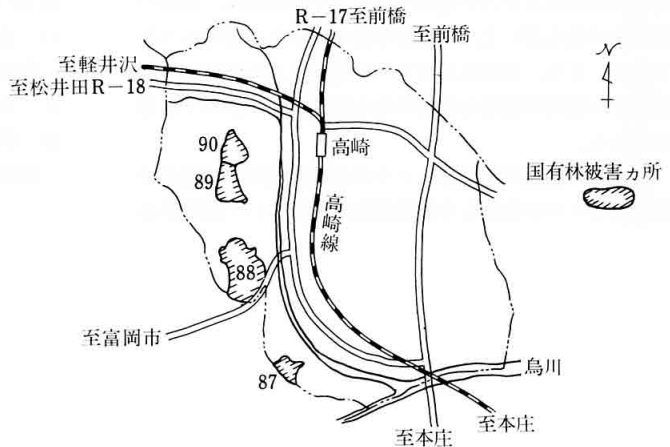 R-17至前橋
至前橋
N
至軽井沢
至松井田R-18
90
高崎
国有林被害ヵ所
89
高崎線
88
至富岡市
87
烏川
至本庄
至本庄